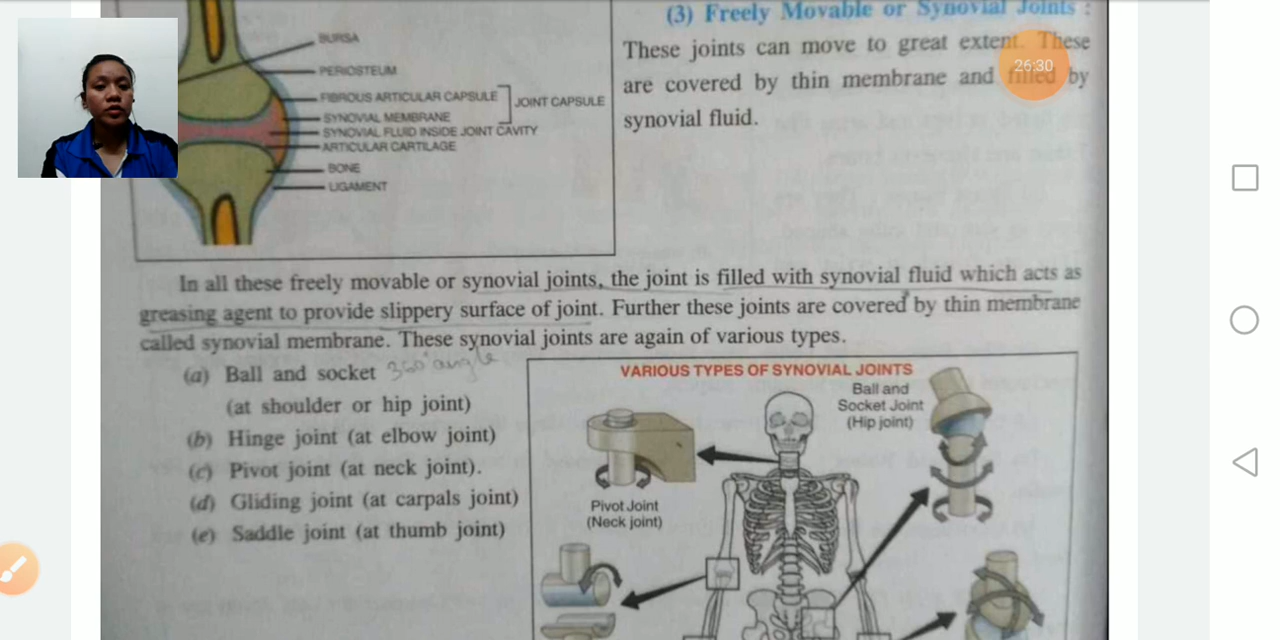 (3) Freely Movable or Synovial Joints :
These joints can move to great extent. These
are covered by thin membrane and filled by
synovial fluid.
26:30
BURSA
PERIOSTEUM
FIBROUS ARTICULAR CAPSULE
JOINT CAPSULE
SYNOVIAL MEMBRANE
SYNOVIAL FLUID INSIDE JOINT CAVITY
ARTICULAR CARTILAGE
BONE
LIGAMENT
In all these freely movable or synovial joints, the joint is filled with synovial fluid which acts as
greasing agent to provide slippery surface of joint. Further these joints are covered by thin membrane
called synovial membrane. These synovial joints are again of various types.
(a) Ball and socket 360° angle
(at shoulder or hip joint)
(b) Hinge joint (at elbow joint)
(c) Pivot joint (at neck joint).
(d) Gliding joint (at carpals joint)
(e) Saddle joint (at thumb joint)
VARIOUS TYPES OF SYNOVIAL JOINTS
Ball and
Socket Joint
(Hip joint)
Pivot Joint
(Neck joint)